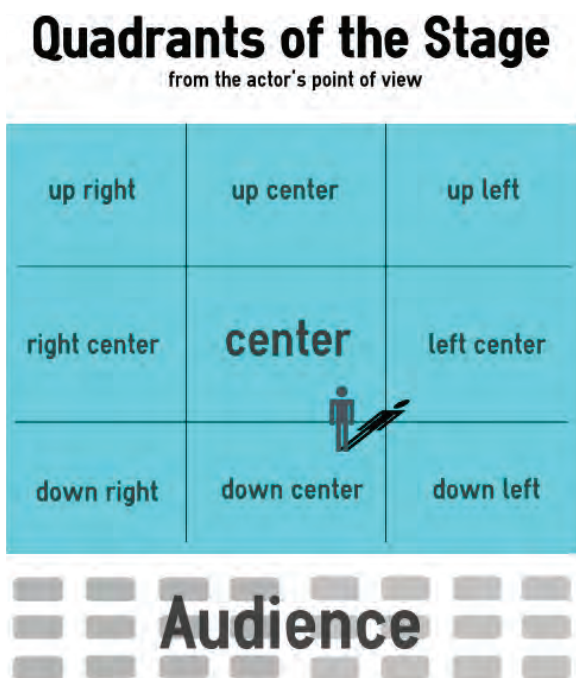 Quadrants of the Stage
from the actor's point of view
up right up center up left
right center center left center
down right down center down left
Audience